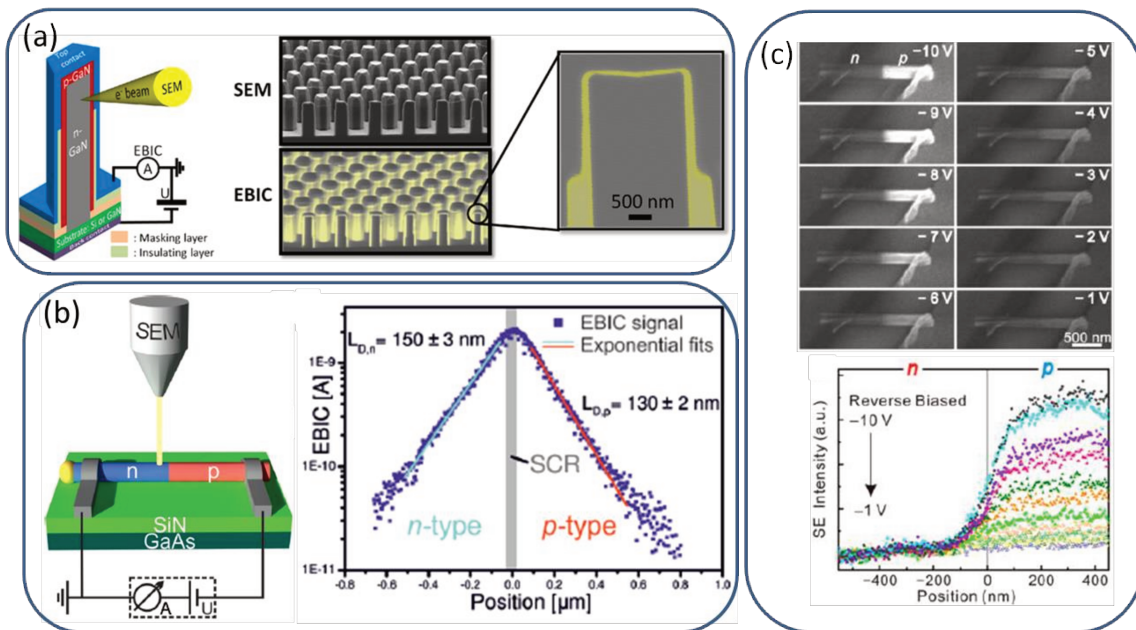 (a)
Top contact
p-GaN
n-GaN
e⁻ beam
SEM
EBIC
A
U
Substrate: Si or GaN
Back contact
: Masking layer
: Insulating layer
SEM
EBIC
500 nm
(b)
SEM
n
p
SiN
GaAs
A
U
EBIC [A]
1E-9
1E-10
1E-11
L_D,n = 150 ± 3 nm
EBIC signal
Exponential fits
L_D,p = 130 ± 2 nm
SCR
n-type
p-type
-0.8 -0.6 -0.4 -0.2 0.0 0.2 0.4 0.6 0.8 1.0
Position [µm]
(c)
n p −10 V
−5 V
−9 V
−4 V
−8 V
−3 V
−7 V
−2 V
−6 V
−1 V
500 nm
n
p
Reverse Biased
−10 V
−1 V
SE Intensity (a.u.)
−400 −200 0 200 400
Position (nm)